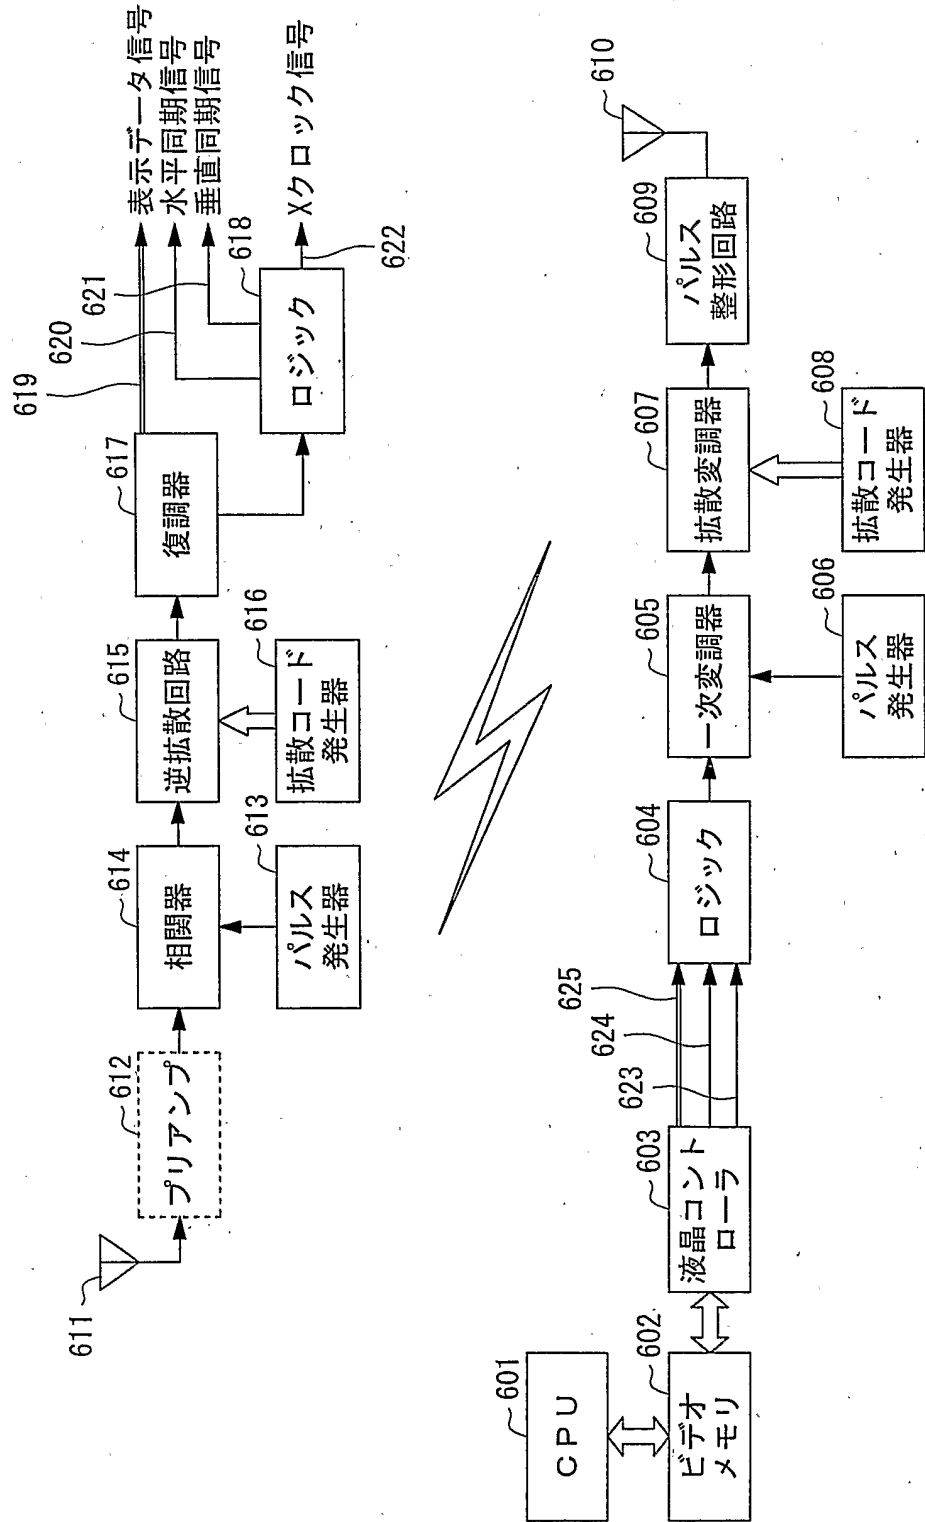 611
プリアンプ
612
相関器
614
パルス
発生器
613
逆拡散回路
615
拡散コード
発生器
616
復調器
617
ロジック
618
619
620
621
622
表示データ信号
水平同期信号
垂直同期信号
Xクロック信号
CPU
601
ビデオ
メモリ
602
液晶コント
ローラ
603
623
624
625
ロジック
604
一次変調器
605
パルス
発生器
606
拡散変調器
607
拡散コード
発生器
608
パルス
整形回路
609
610